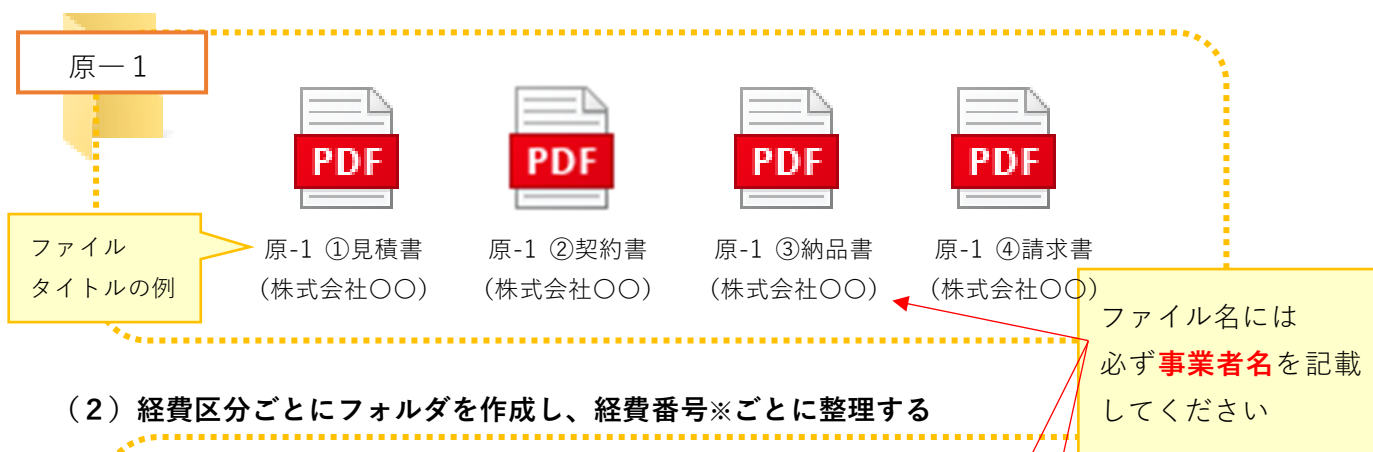 原―１
PDF
PDF
PDF
PDF
ファイル
タイトルの例
原-1 ①見積書
(株式会社〇〇)
原-1 ②契約書
(株式会社〇〇)
原-1 ③納品書
(株式会社〇〇)
原-1 ④請求書
(株式会社〇〇)
ファイル名には
必ず事業者名を記載
してください
（２）経費区分ごとにフォルダを作成し、経費番号※ごとに整理する